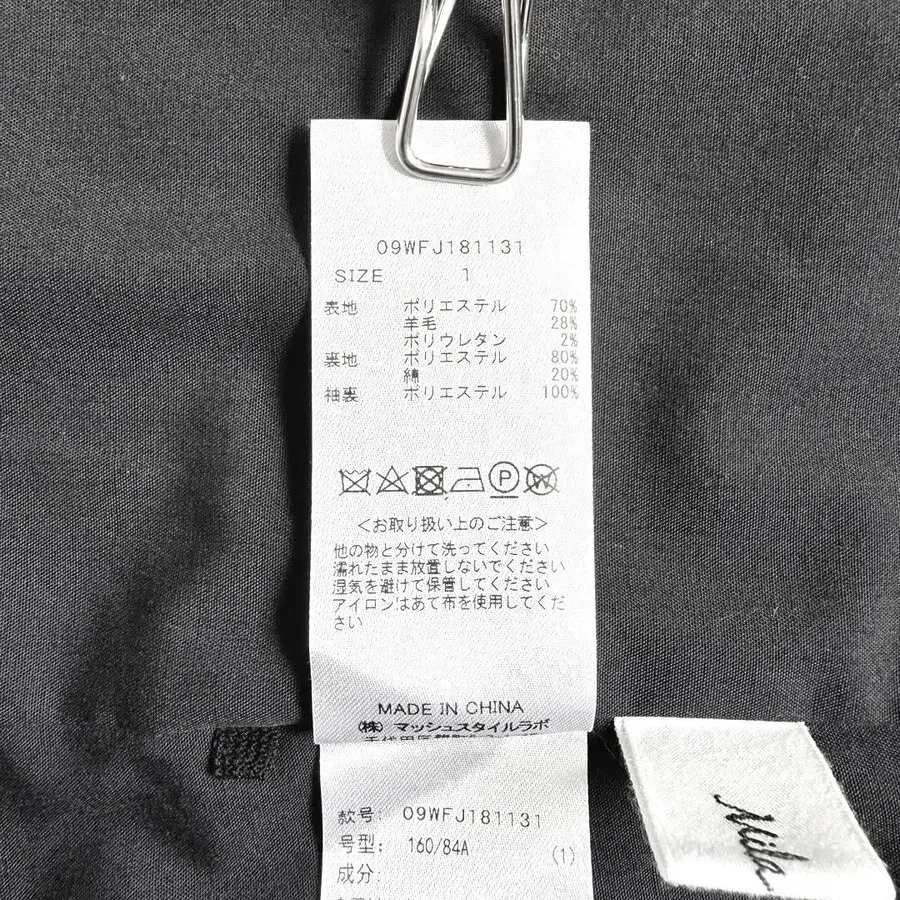 09WFJ181131
SIZE 1
表地 ポリエステル 70%
羊毛 28%
ポリウレタン 2%
裏地 ポリエステル 80%
綿 20%
袖裏 ポリエステル 100%
P W
<お取り扱い上のご注意>
他の物と分けて洗ってください
濡れたまま放置しないでください
湿気を避けて保管してください
アイロンはあて布を使用してくだ
さい
MADE IN CHINA
(株) マッシュスタイルラボ
款号: 09WFJ181131
号型: 160/84A (1)
成分:
Mila